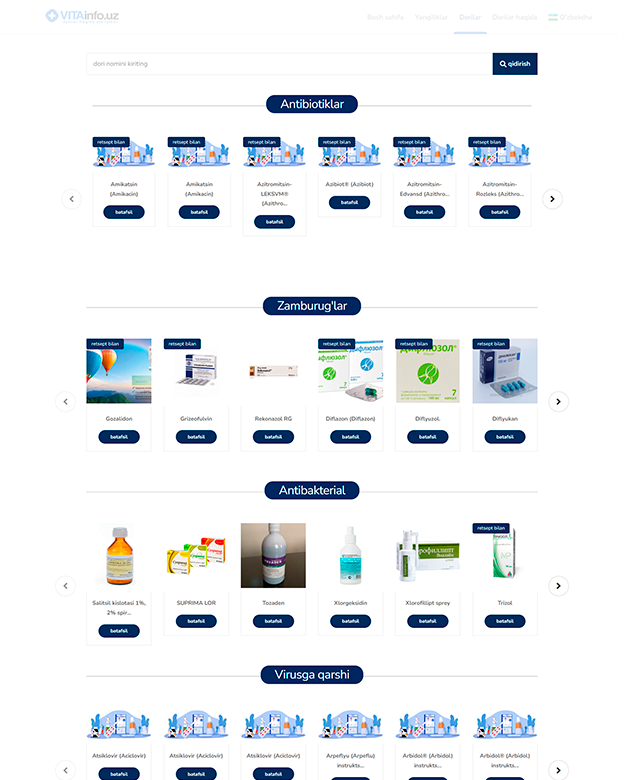 VITAinfo.uz
Bosh sahifa Yangiliklar Dorilar Dorilar haqida O'zbekcha
dori nomini kiriting
qidirish
Antibiotiklar
retsept bilan retsept bilan retsept bilan retsept bilan retsept bilan retsept bilan
Amikatsin (Amikacin)
batafsil
Amikatsin (Amikacin)
batafsil
Azitromitsin-LEKSVM® (Azithro...
batafsil
Azibiot® (Azibiot)
batafsil
Azitromitsin-Edvansd (Azithro...
batafsil
Azitromitsin-Rozleks (Azithro...
batafsil
Zamburug'lar
retsept bilan retsept bilan retsept bilan retsept bilan retsept bilan
ДИФЛЮЗОЛ®
7
Gozalidon
batafsil
Grizeofulvin
batafsil
Rekonazol RG
batafsil
Diflazon (Diflazon)
batafsil
Diflyuzol
batafsil
Diflyukan
batafsil
Antibakterial
retsept bilan
Salitsil kislotasi 1%, 2% spir...
batafsil
SUPRIMA LOR
batafsil
Tozaden
batafsil
Xlorgeksidin
batafsil
Xlorofillipt sprey
batafsil
Trizol
batafsil
Virusga qarshi
Atsiklovir (Aciclovir)
batafsil
Atsiklovir (Aciclovir)
batafsil
Atsiklovir (Aciclovir)
batafsil
Arpeflyu (Arpeflu) instrukts...
Arbidol® (Arbidol) instrukts...
Arbidol® (Arbidol) instrukts...